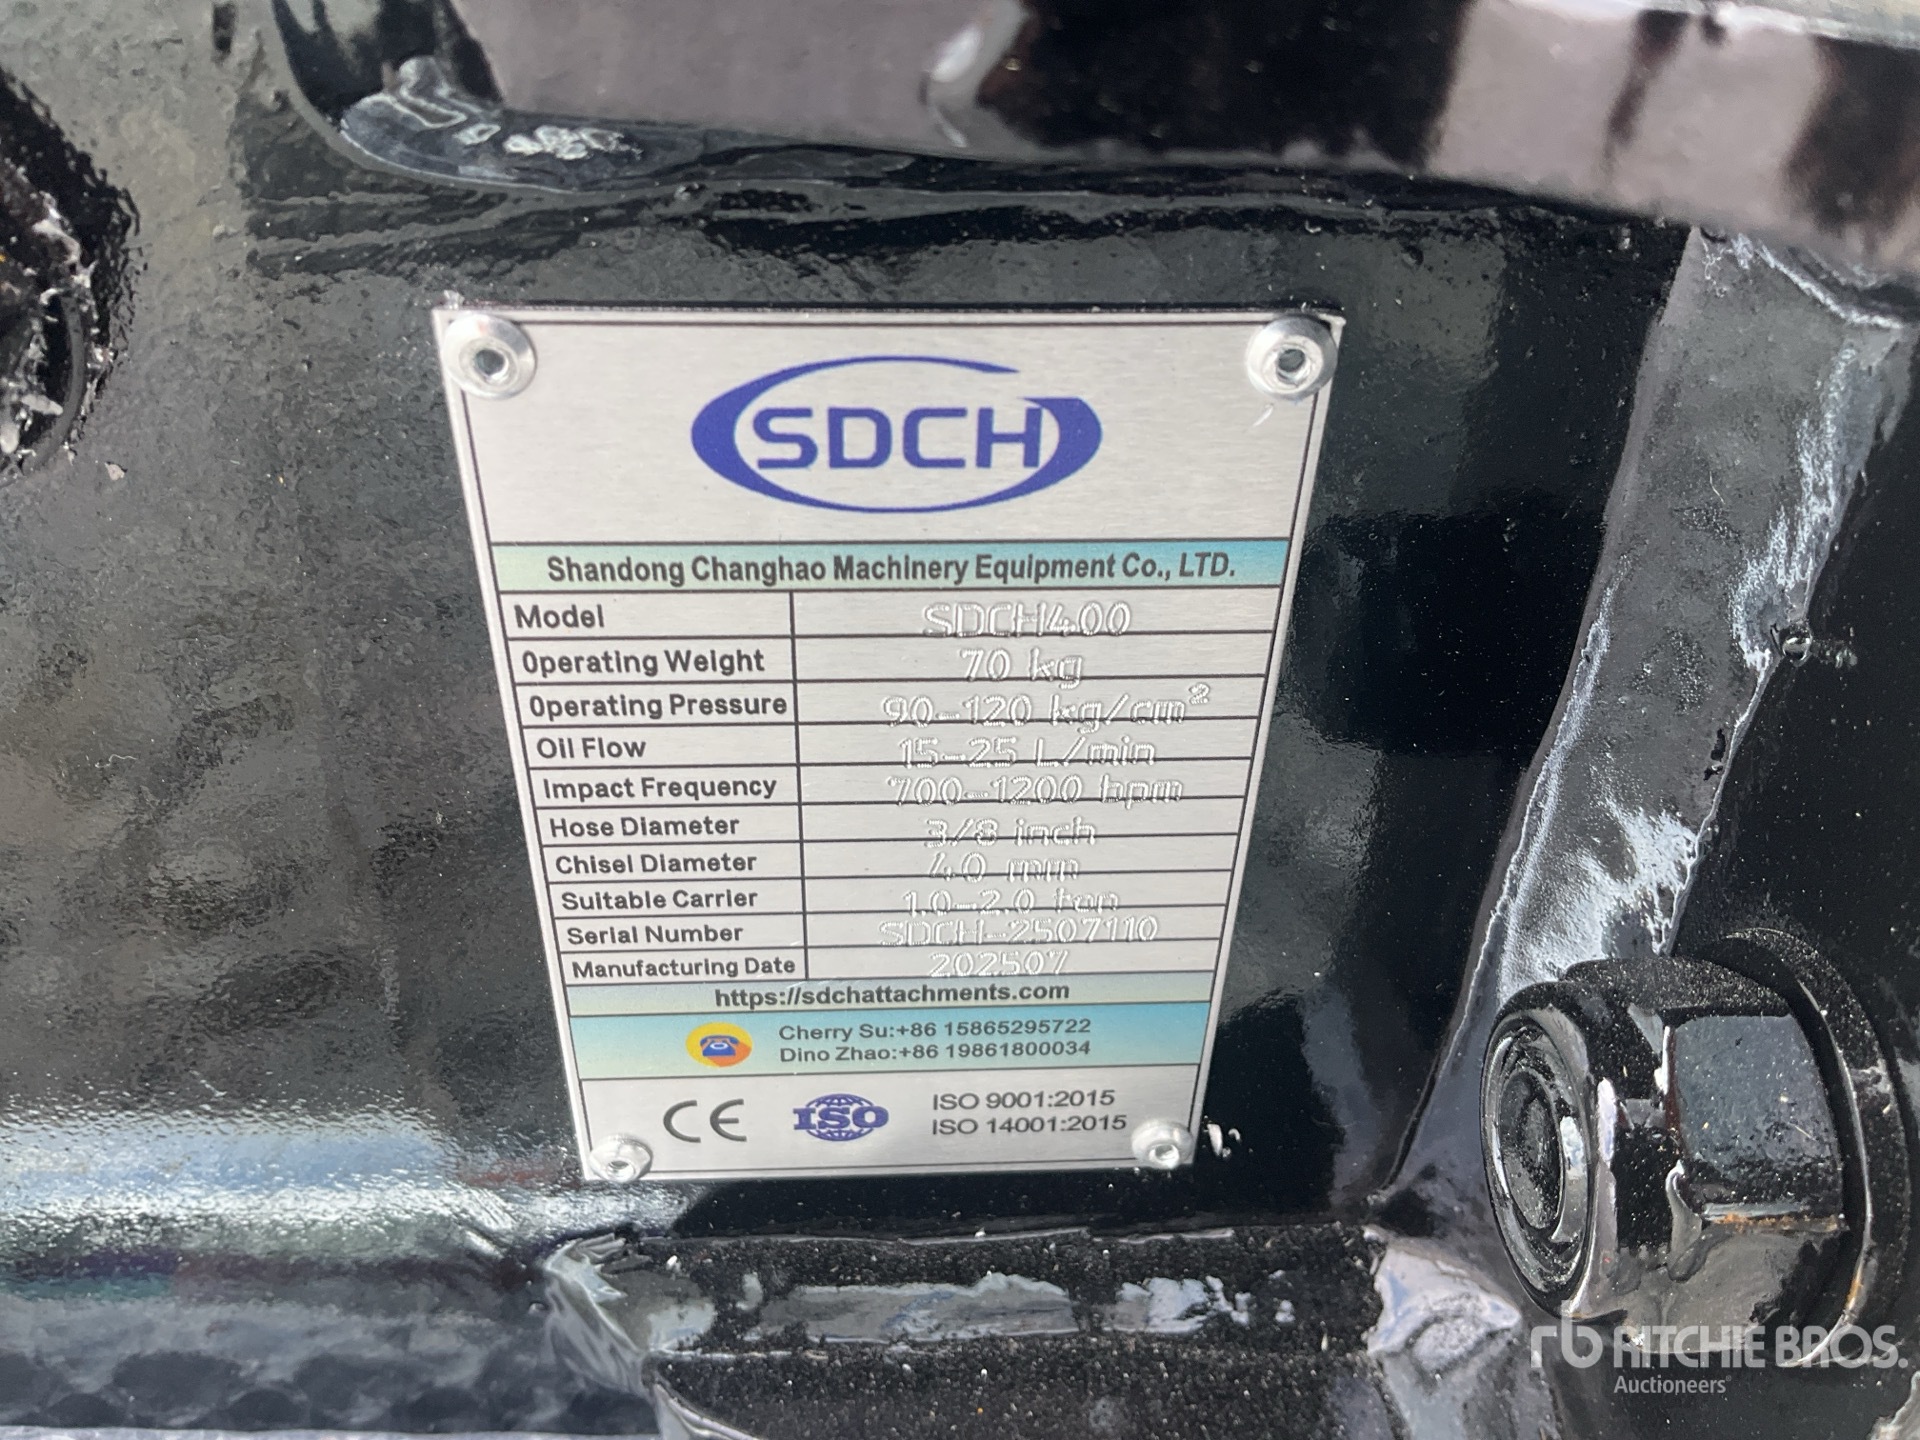 SDCH
Shandong Changhao Machinery Equipment Co., LTD.
Model SDCH400
Operating Weight 70 kg
Operating Pressure 90-120 kg/cm²
Oil Flow 15-25 L/min
Impact Frequency 700-1200 bpm
Hose Diameter 3/8 inch
Chisel Diameter 40 mm
Suitable Carrier 1.0-2.0 ton
Serial Number SDCH-2507110
Manufacturing Date 202507
https://sdchattachments.com
Cherry Su:+86 15865295722
Dino Zhao:+86 19861800034
CE ISO ISO 9001:2015
ISO 14001:2015
rb RITCHIE BROS.
Auctioneers